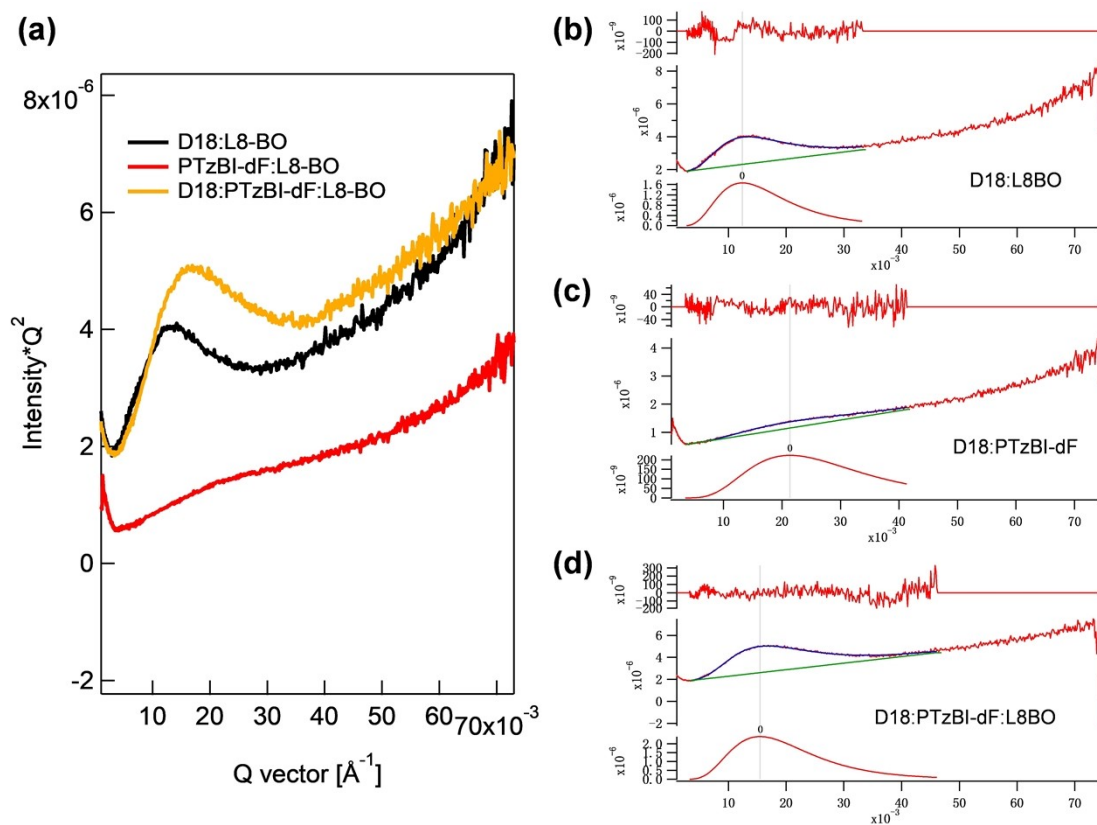 (a)
8x10⁻⁶
6
4
2
0
-2
Intensity*Q²
D18:L8-BO
PTzBI-dF:L8-BO
D18:PTzBI-dF:L8-BO
10
20
30
40
50
60
70x10⁻³
Q vector [Å⁻¹]
(b)
x10⁻⁹
100
0
-100
-200
x10⁻⁶
8
6
4
2
D18:L8BO
x10⁻⁶
1.6
1.2
0.8
0.4
0.0
0
10
20
30
40
50
60
70
x10⁻³
(c)
x10⁻⁹
40
0
-40
x10⁻⁶
4
3
2
1
D18:PTzBI-dF
x10⁻⁹
200
150
100
50
0
0
10
20
30
40
50
60
70
x10⁻³
(d)
x10⁻⁹
300
200
100
0
-100
-200
x10⁻⁶
6
4
2
0
-2
D18:PTzBI-dF:L8BO
x10⁻⁶
2.0
1.5
1.0
0.5
0.0
0
10
20
30
40
50
60
70
x10⁻³